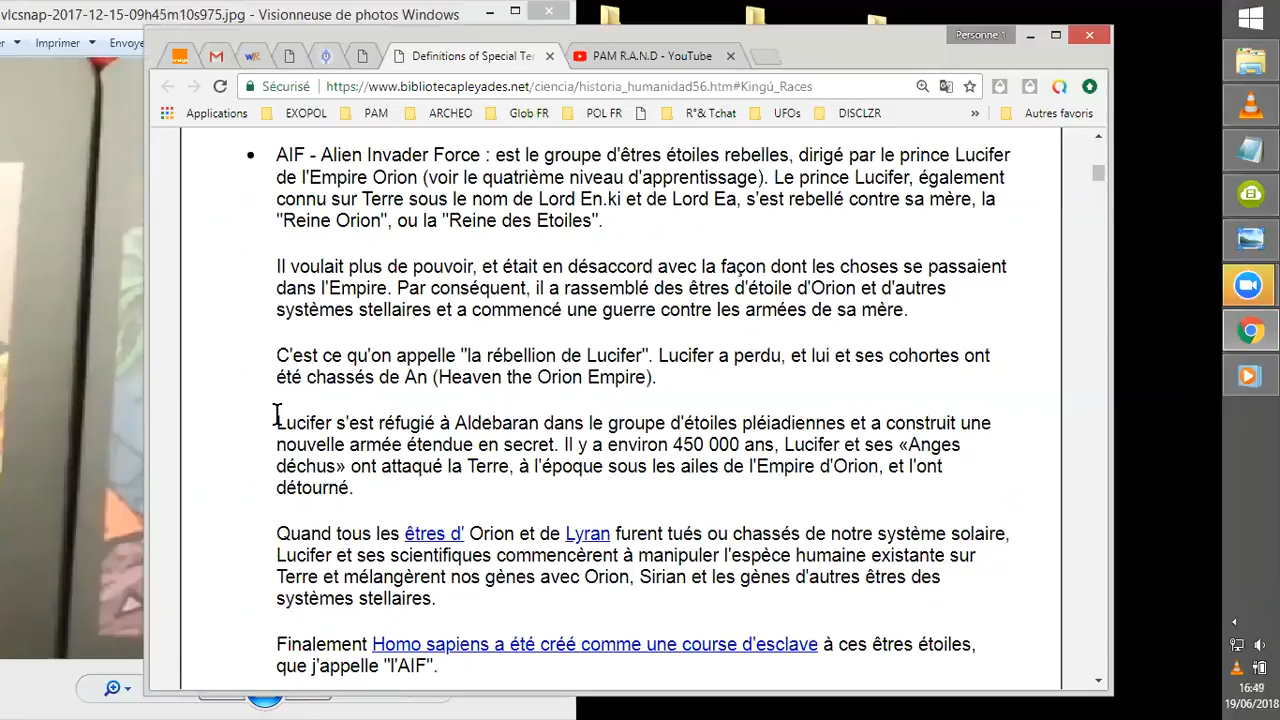 vlcsnap-2017-12-15-09h45m10s975.jpg - Visionneuse de photos Windows
Imprimer
Envoye
Personne 1
Definitions of Special Te
PAM R.A.N.D - YouTube
Sécurisé
https://www.bibliotecapleyades.net/ciencia/historia_humanidad56.htm#Kingú_Races
Applications
EXOPOL
PAM
ARCHEO
Glob FR
POL FR
R°& Tchat
UFOs
DISCLZR
»
Autres favoris
• AIF - Alien Invader Force : est le groupe d'êtres étoiles rebelles, dirigé par le prince Lucifer
de l'Empire Orion (voir le quatrième niveau d'apprentissage). Le prince Lucifer, également
connu sur Terre sous le nom de Lord En.ki et de Lord Ea, s'est rebellé contre sa mère, la
"Reine Orion", ou la "Reine des Etoiles".
Il voulait plus de pouvoir, et était en désaccord avec la façon dont les choses se passaient
dans l'Empire. Par conséquent, il a rassemblé des êtres d'étoile d'Orion et d'autres
systèmes stellaires et a commencé une guerre contre les armées de sa mère.
C'est ce qu'on appelle "la rébellion de Lucifer". Lucifer a perdu, et lui et ses cohortes ont
été chassés de An (Heaven the Orion Empire).
Lucifer s'est réfugié à Aldebaran dans le groupe d'étoiles pléiadiennes et a construit une
nouvelle armée étendue en secret. Il y a environ 450 000 ans, Lucifer et ses «Anges
déchus» ont attaqué la Terre, à l'époque sous les ailes de l'Empire d'Orion, et l'ont
détourné.
Quand tous les êtres d' Orion et de Lyran furent tués ou chassés de notre système solaire,
Lucifer et ses scientifiques commencèrent à manipuler l'espèce humaine existante sur
Terre et mélangèrent nos gènes avec Orion, Sirian et les gènes d'autres êtres des
systèmes stellaires.
Finalement Homo sapiens a été créé comme une course d'esclave à ces êtres étoiles,
que j'appelle "l'AIF".
16:49
19/06/2018